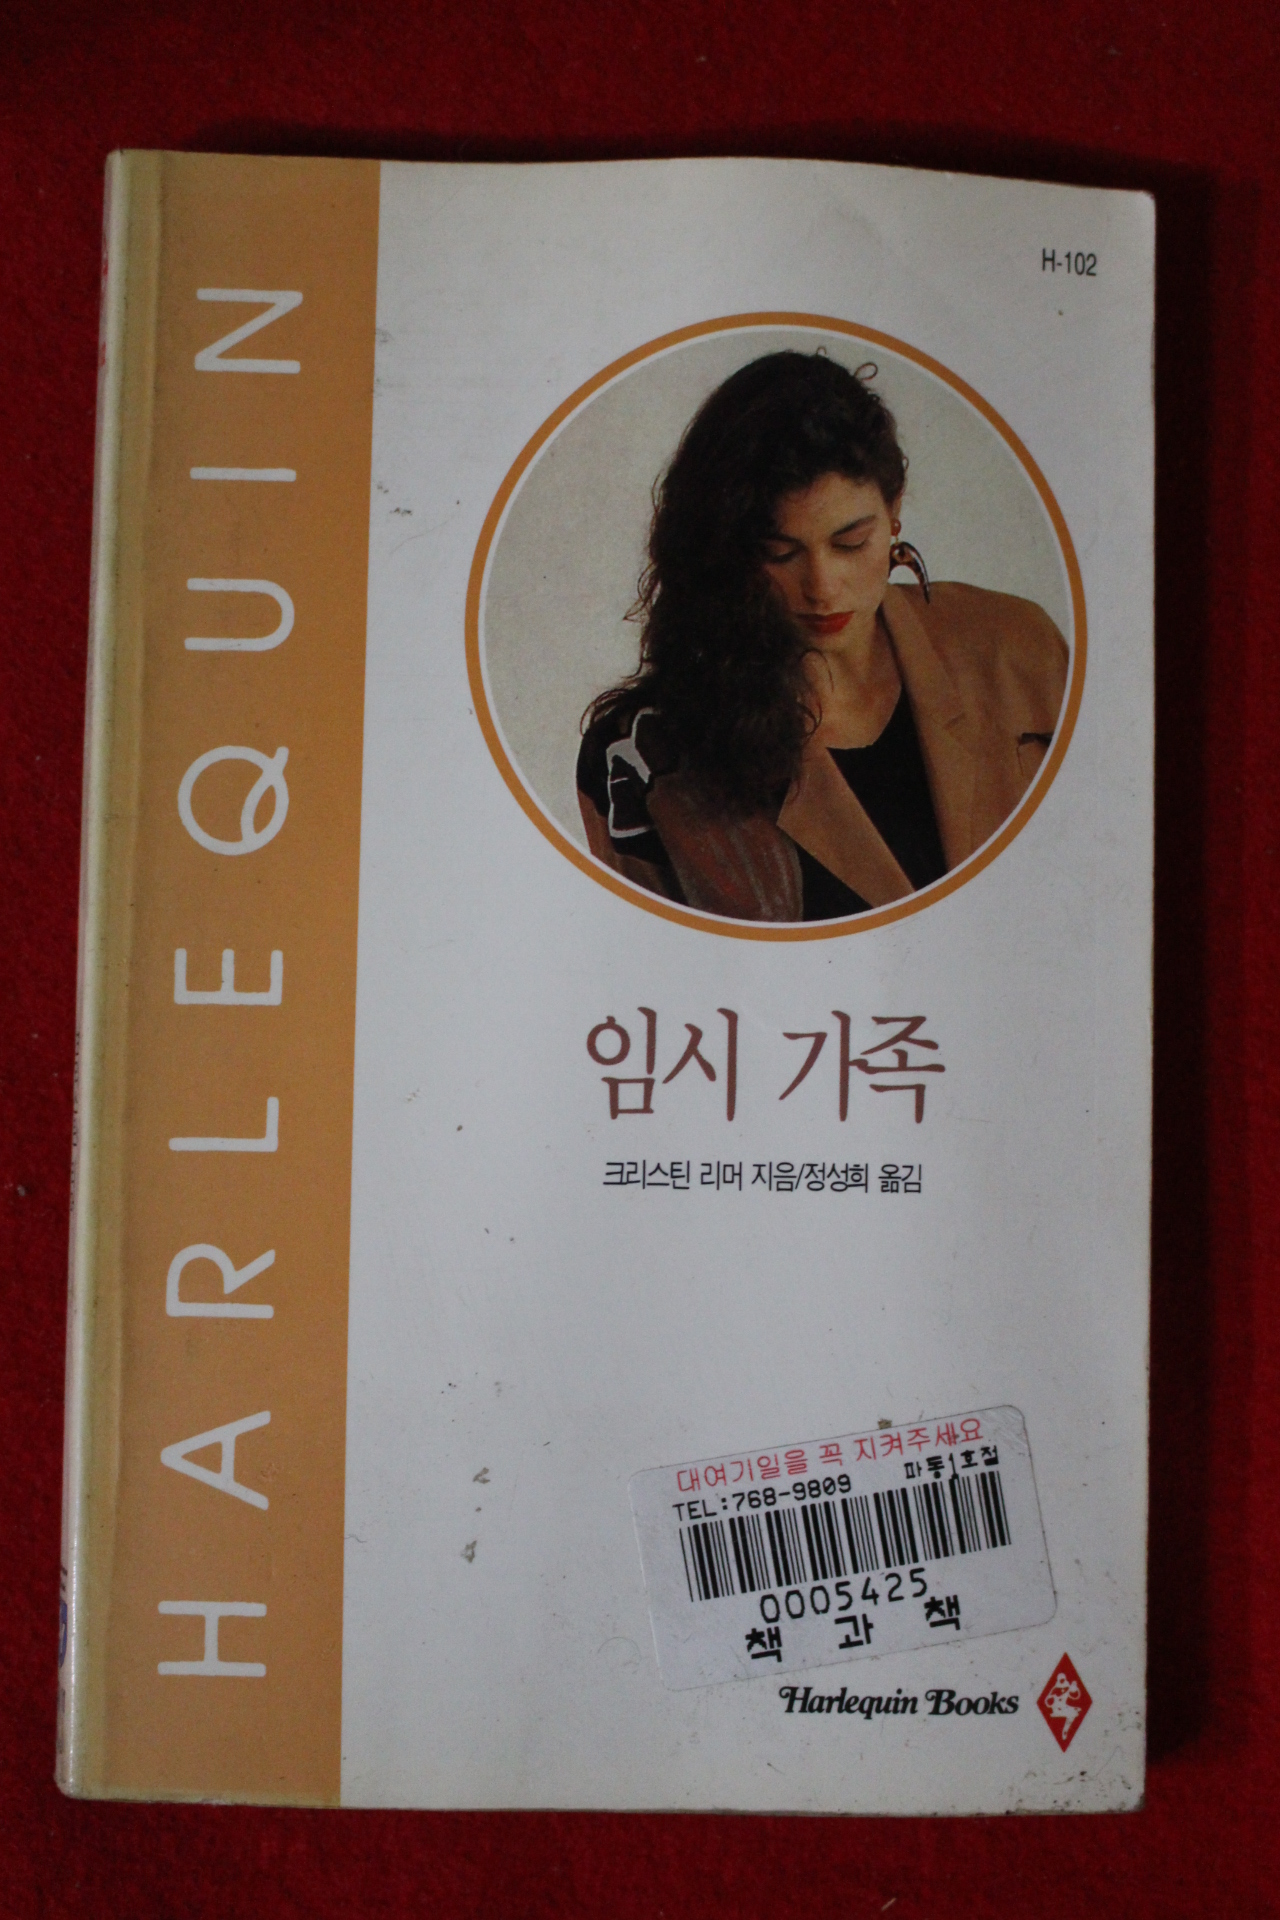 HARLEQUIN
H-102
임시 가족
크리스틴 리머 지음/정성희 옮김
대여기일을 꼭 지켜주세요
TEL:768-9809 파동1호점
0005425
책 과 책
Harlequin Books